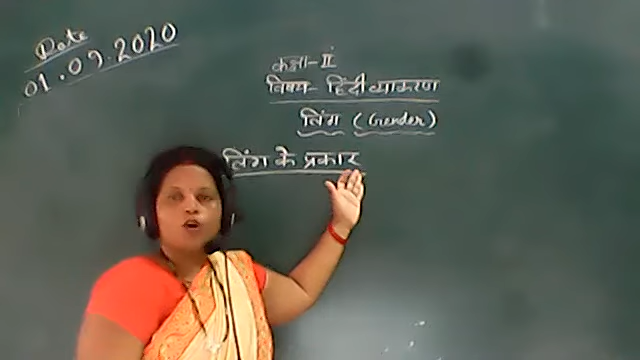 Date
01.09.2020
कक्षा-II
विषय- हिंदी व्याकरण
लिंग (Gender)
लिंग के प्रकार